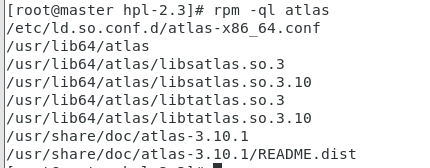 [root@master hpl-2.3]# rpm -ql atlas
/etc/ld.so.conf.d/atlas-x86_64.conf
/usr/lib64/atlas
/usr/lib64/atlas/libsatlas.so.3
/usr/lib64/atlas/libsatlas.so.3.10
/usr/lib64/atlas/libtatlas.so.3
/usr/lib64/atlas/libtatlas.so.3.10
/usr/share/doc/atlas-3.10.1
/usr/share/doc/atlas-3.10.1/README.dist